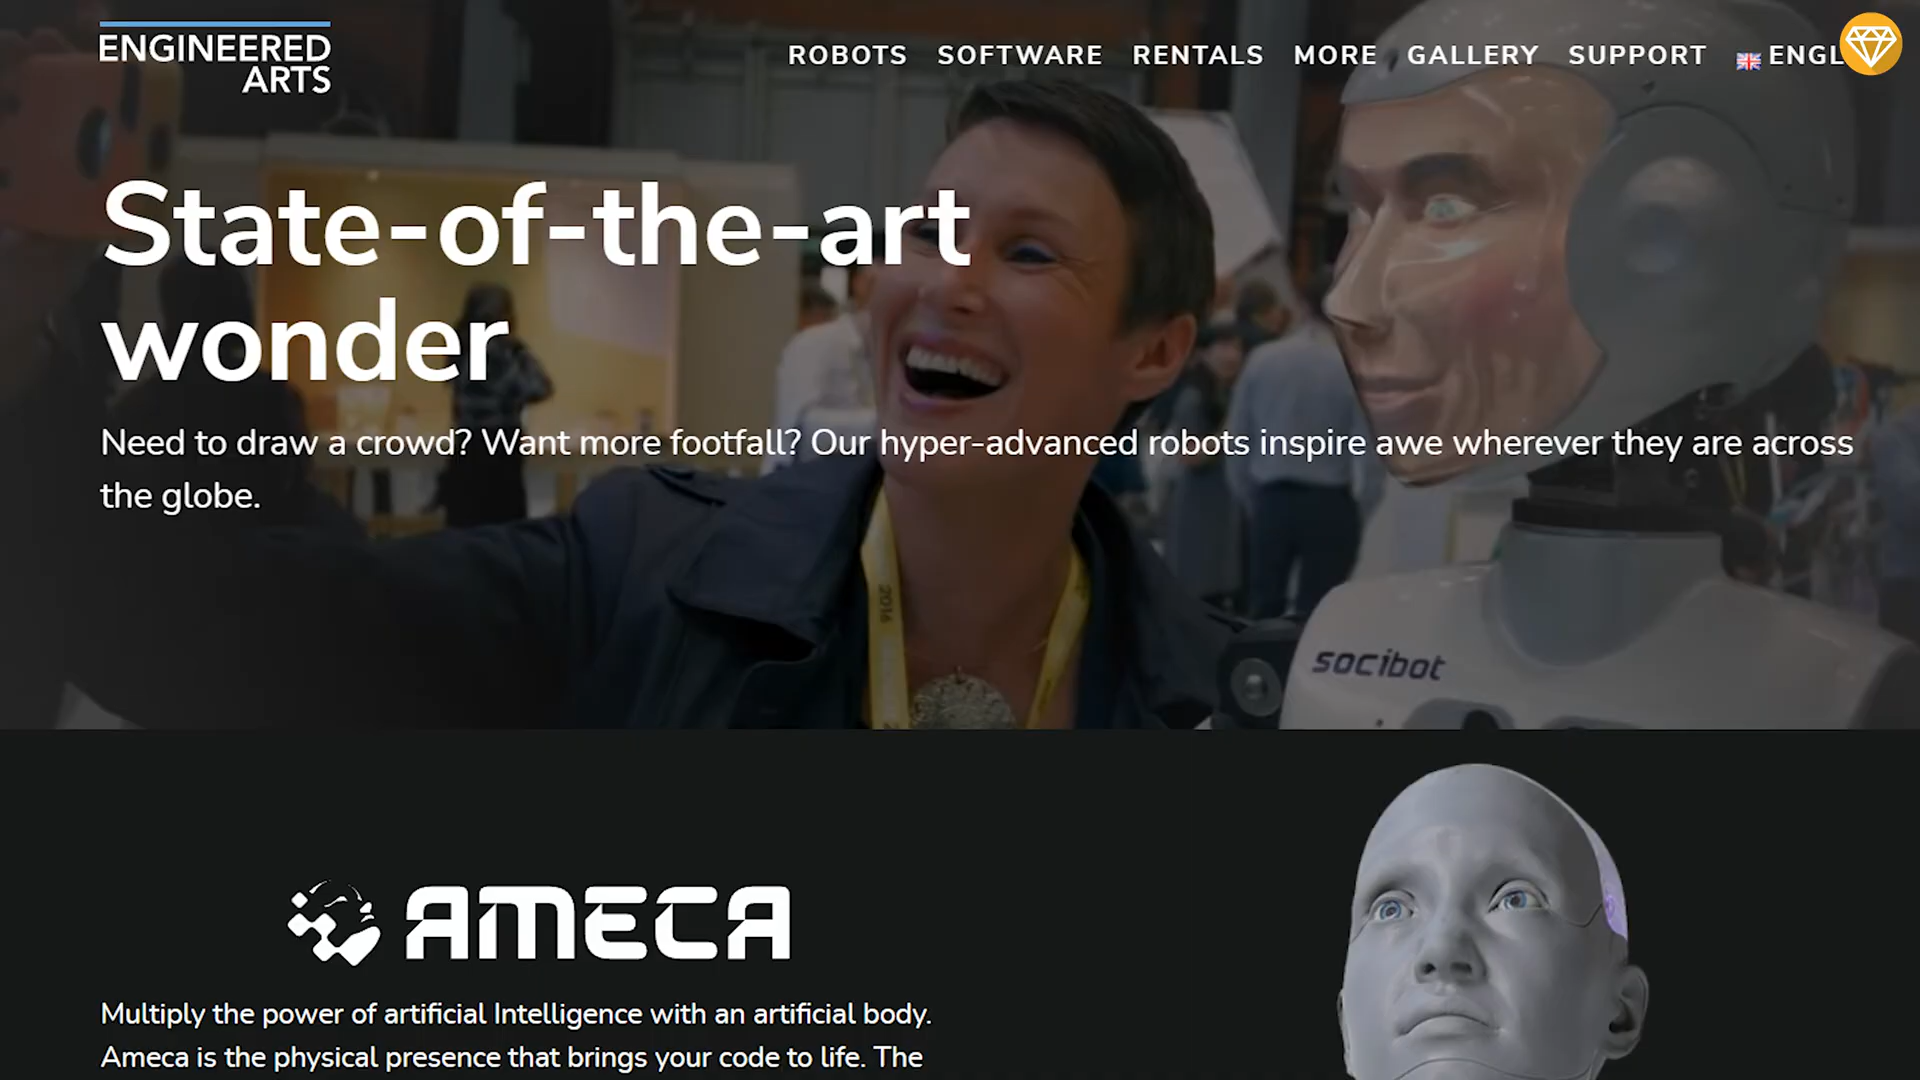 ENGINEERED
ARTS
ROBOTS SOFTWARE RENTALS MORE GALLERY SUPPORT ENGL
State-of-the-art
wonder
Need to draw a crowd? Want more footfall? Our hyper-advanced robots inspire awe wherever they are across
the globe.
2016
socibot
AMECA
Multiply the power of artificial Intelligence with an artificial body.
Ameca is the physical presence that brings your code to life. The